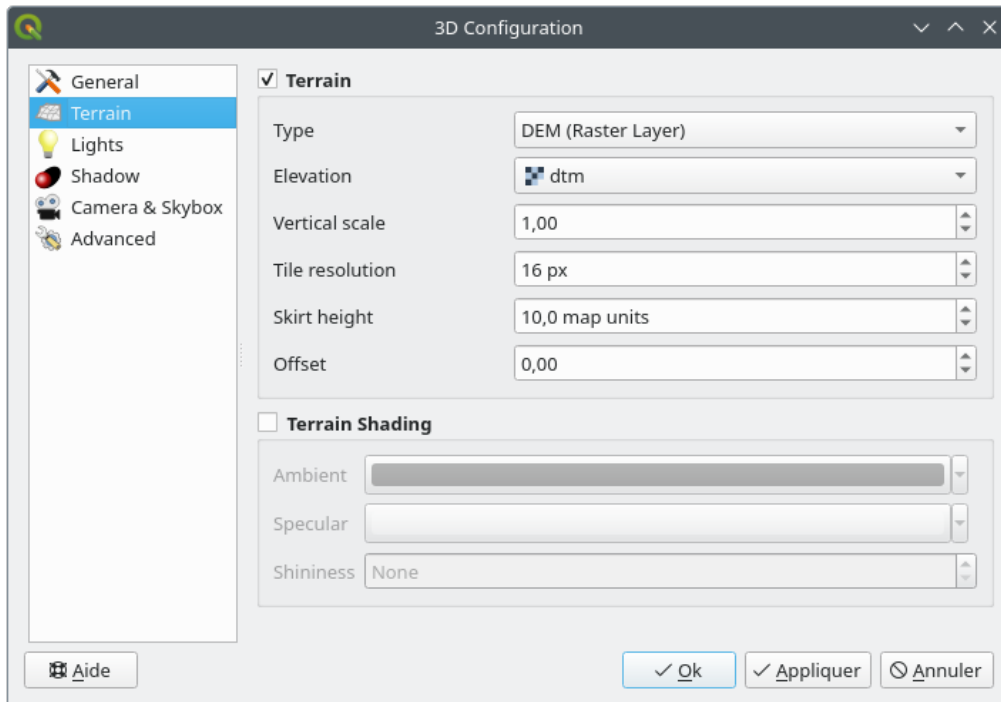 3D Configuration
General
Terrain
Lights
Shadow
Camera & Skybox
Advanced
Terrain
Type DEM (Raster Layer)
Elevation dtm
Vertical scale 1,00
Tile resolution 16 px
Skirt height 10,0 map units
Offset 0,00
Terrain Shading
Ambient
Specular
Shininess None
Aide Ok Appliquer Annuler